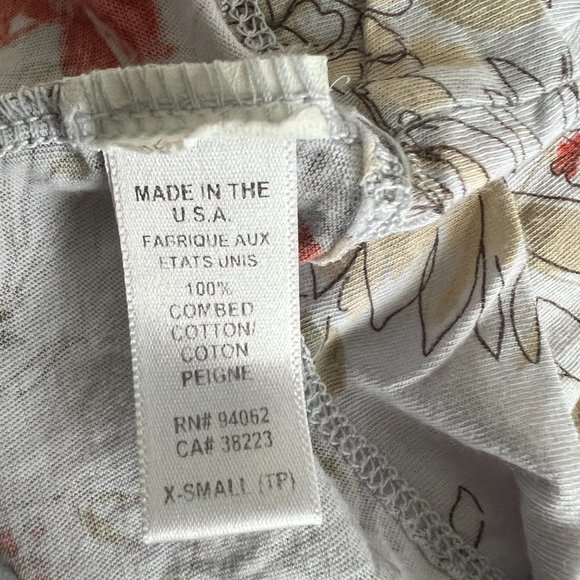 MADE IN THE
U.S.A.
FABRIQUE AUX
ETATS UNIS
100%
COMBED
COTTON/
COTON
PEIGNE
RN# 94062
CA# 38223
X-SMALL (TP)